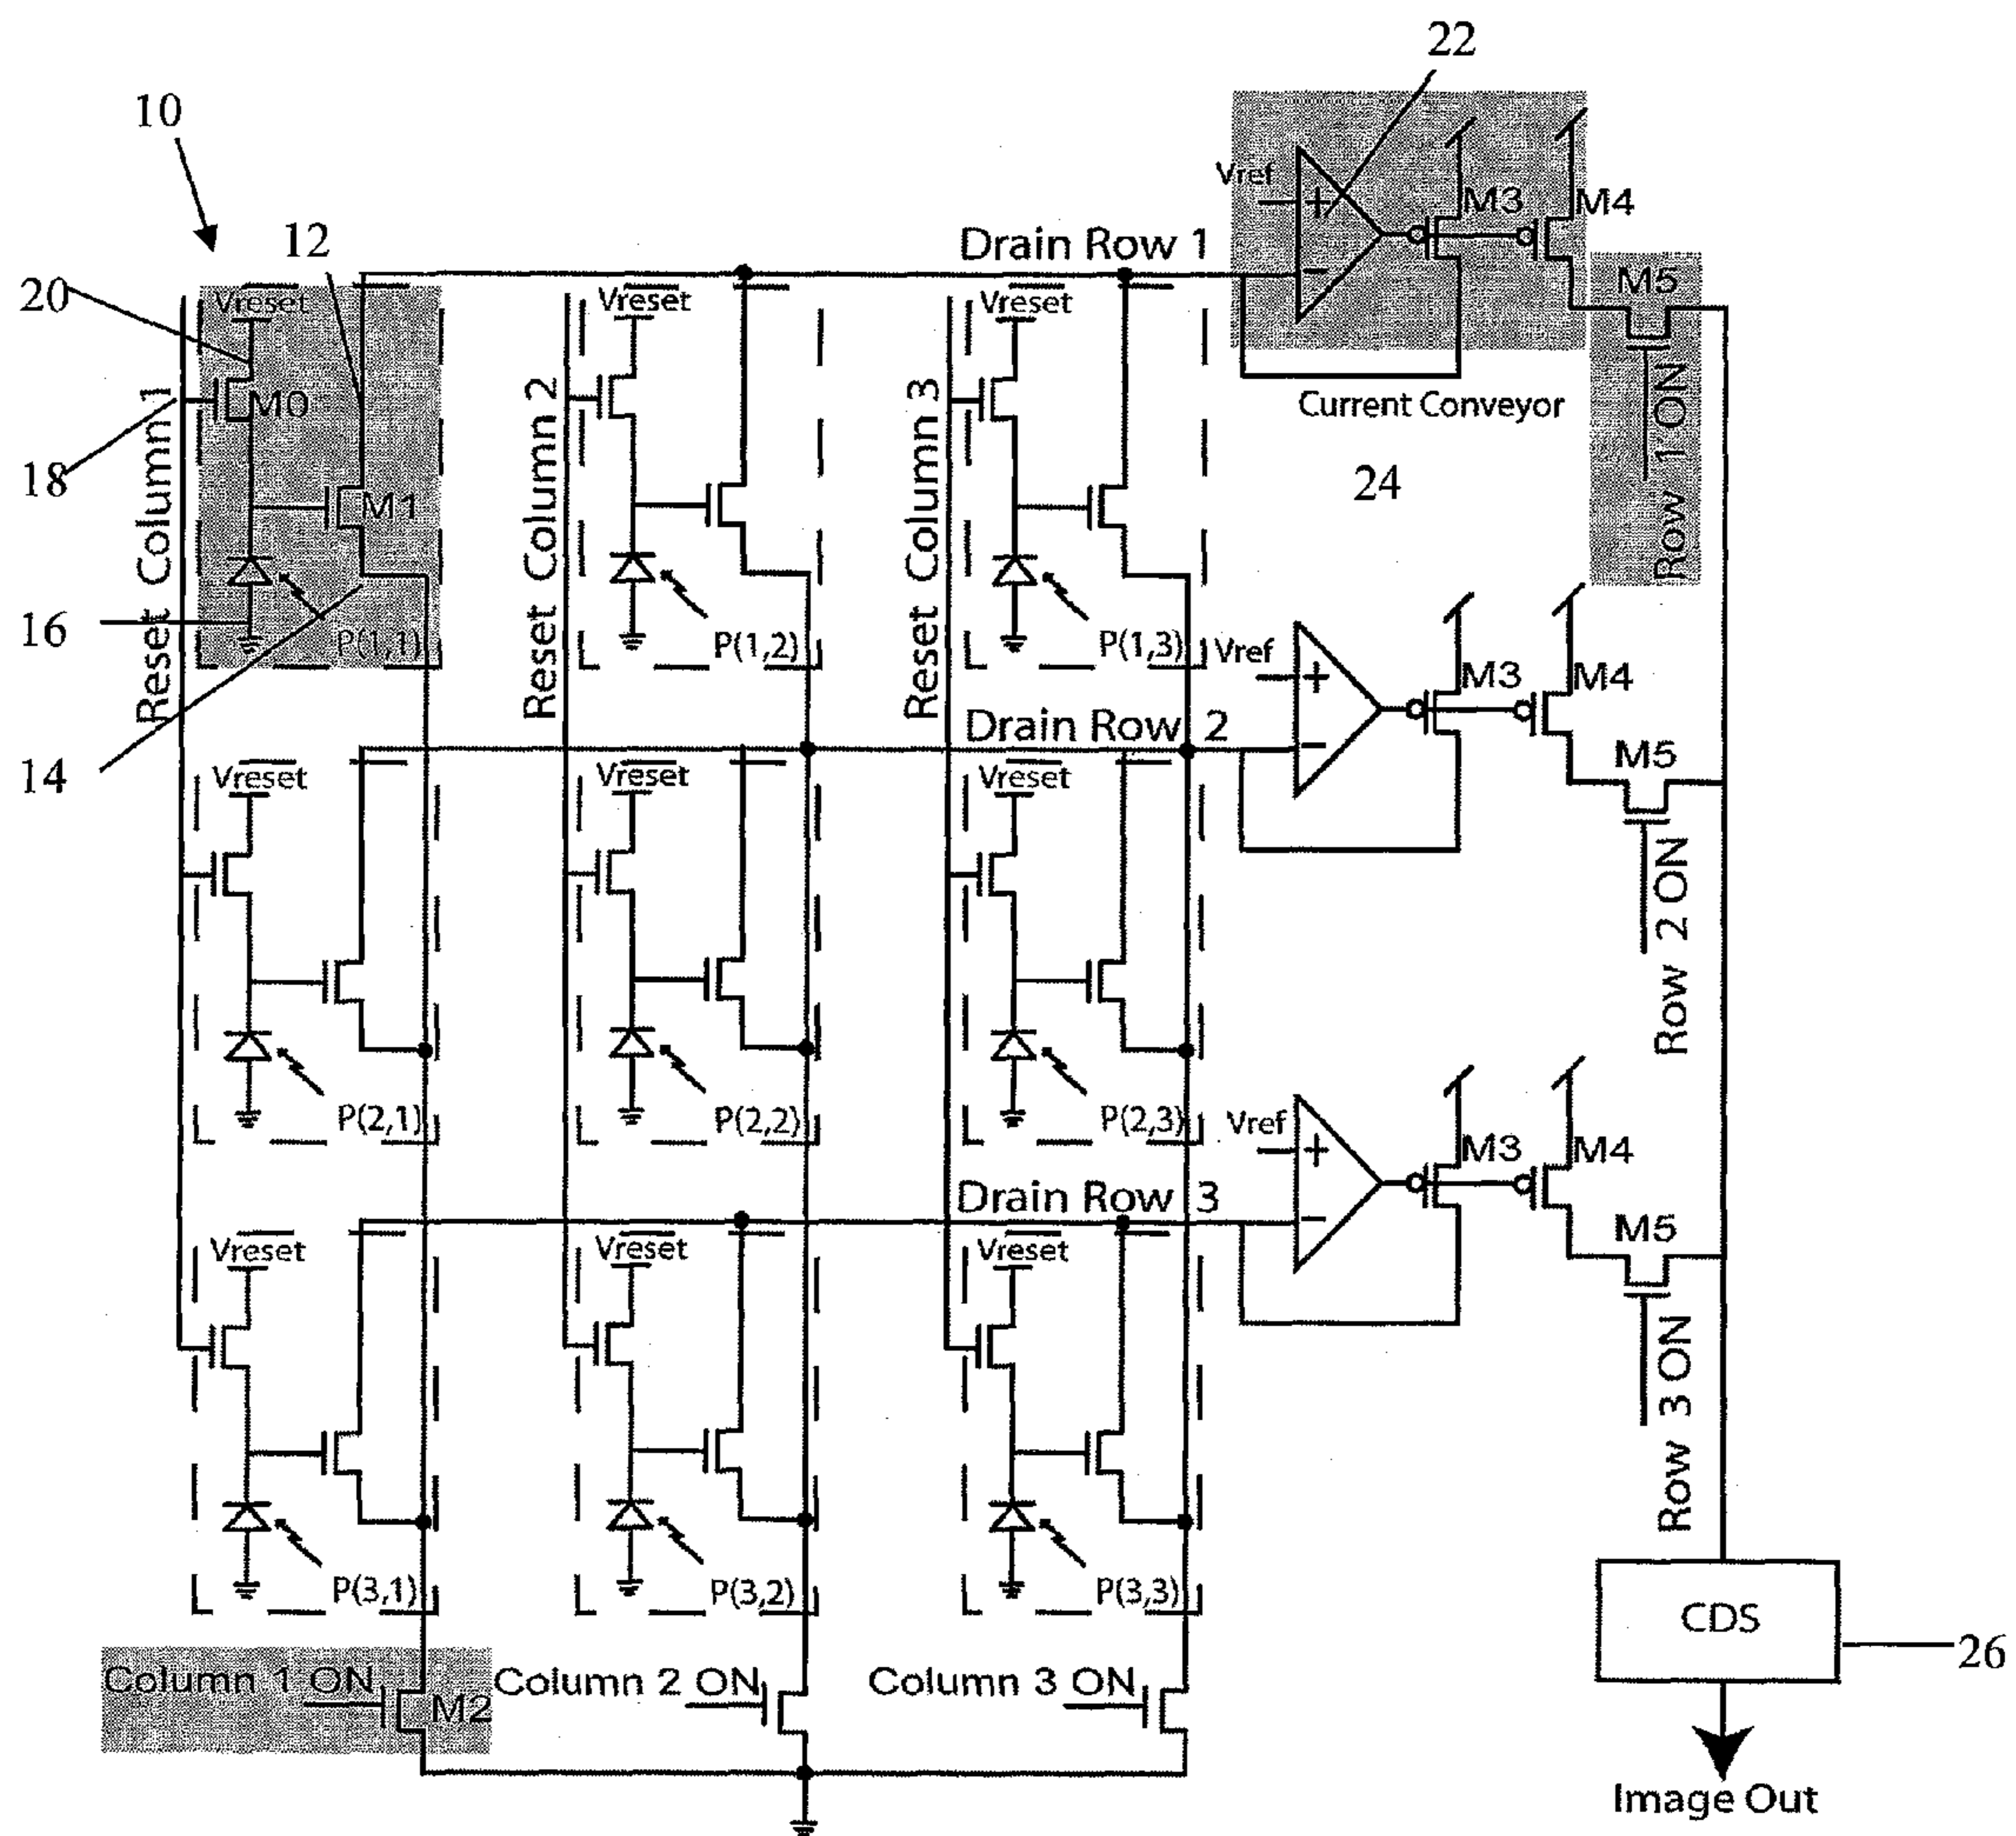 22
10
Vref
+
M3
M4
12
Drain Row 1
-
M5
20
Vreset
Vreset
Vreset
M0
Current Conveyor
Row 1 ON
18
Reset Column 1
Reset Column 2
Reset Column 3
24
M1
16
P(1,1)
P(1,2)
P(1,3)
Vref
+
M3
M4
Drain Row 2
-
M5
14
Vreset
Vreset
Vreset
Row 2 ON
P(2,1)
P(2,2)
P(2,3)
Vref
+
M3
M4
Drain Row 3
-
M5
Vreset
Vreset
Vreset
Row 3 ON
P(3,1)
P(3,2)
P(3,3)
CDS
26
Column 1 ON
M2
Column 2 ON
Column 3 ON
Image Out